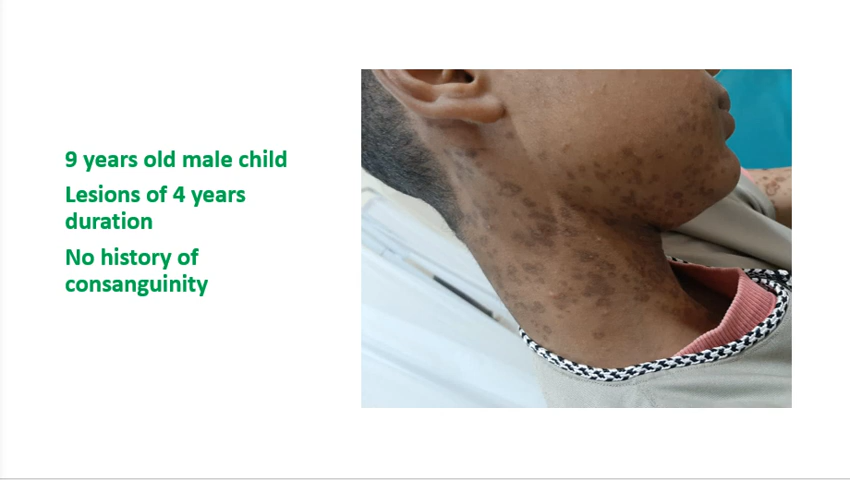 9 years old male child
Lesions of 4 years
duration
No history of
consanguinity